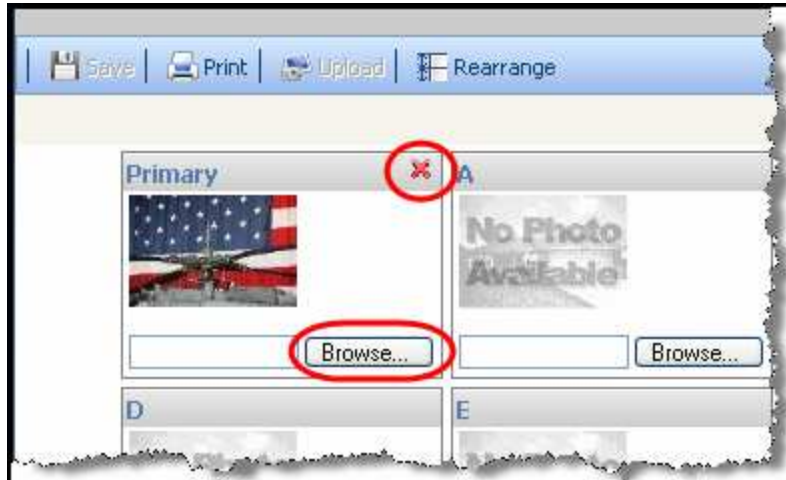 Save Print Upload Rearrange
Primary A
No Photo
Available
Browse... Browse...
D E